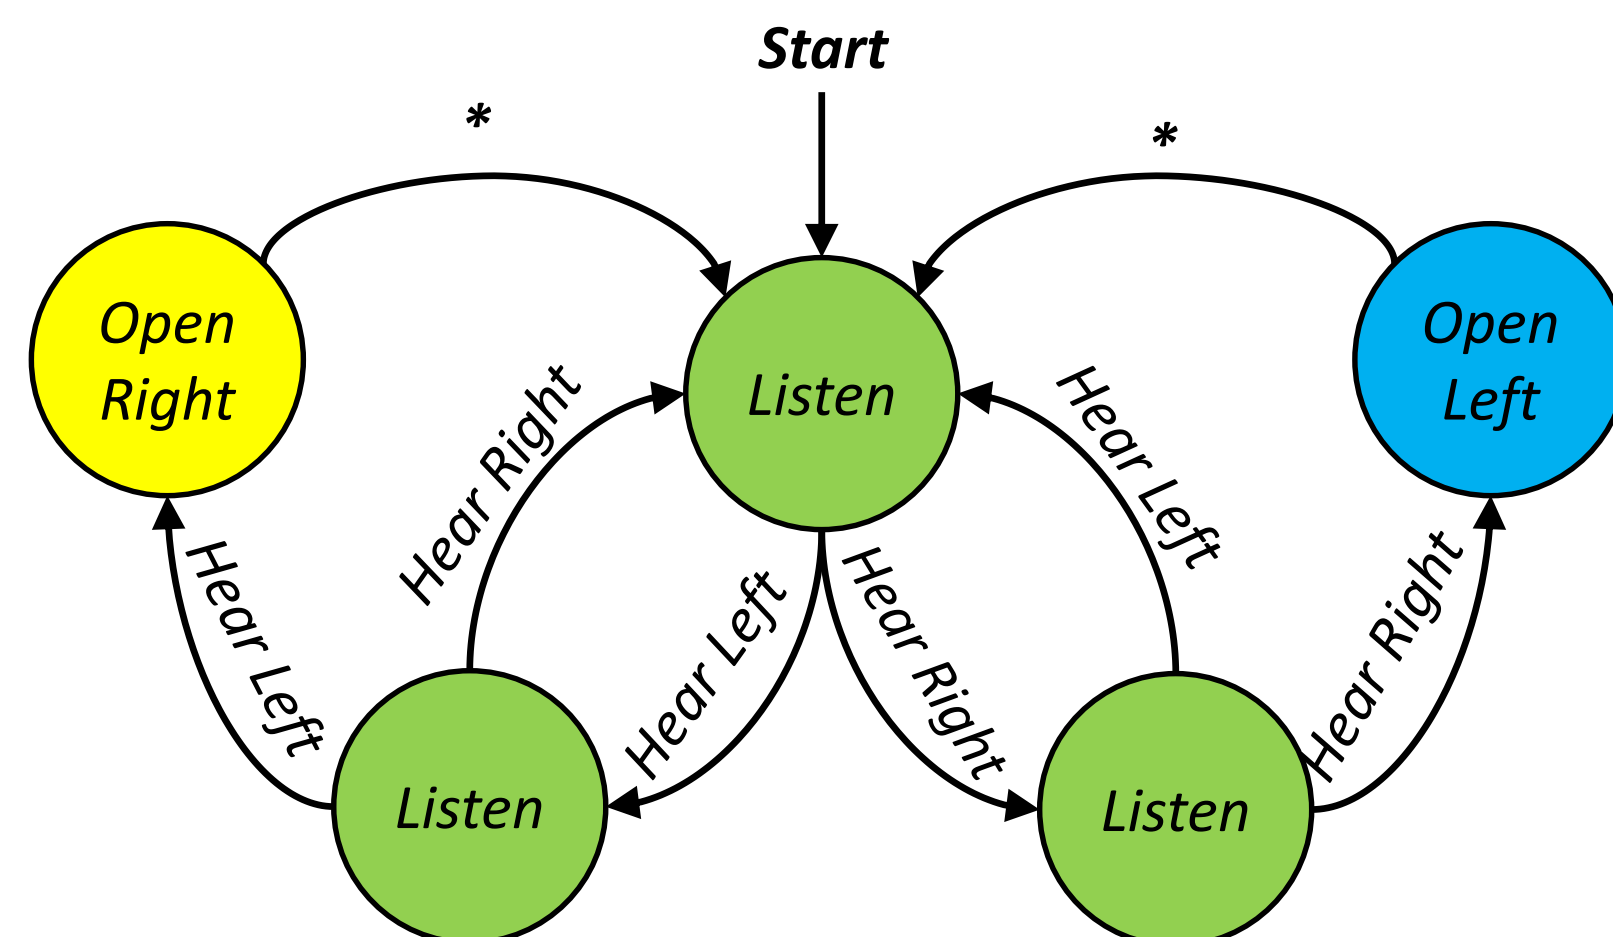 Start
*
*
Open
Right
Listen
Open
Left
Hear Right
Hear Left
Hear Left
Hear Left
Hear Right
Hear Right
Listen
Listen